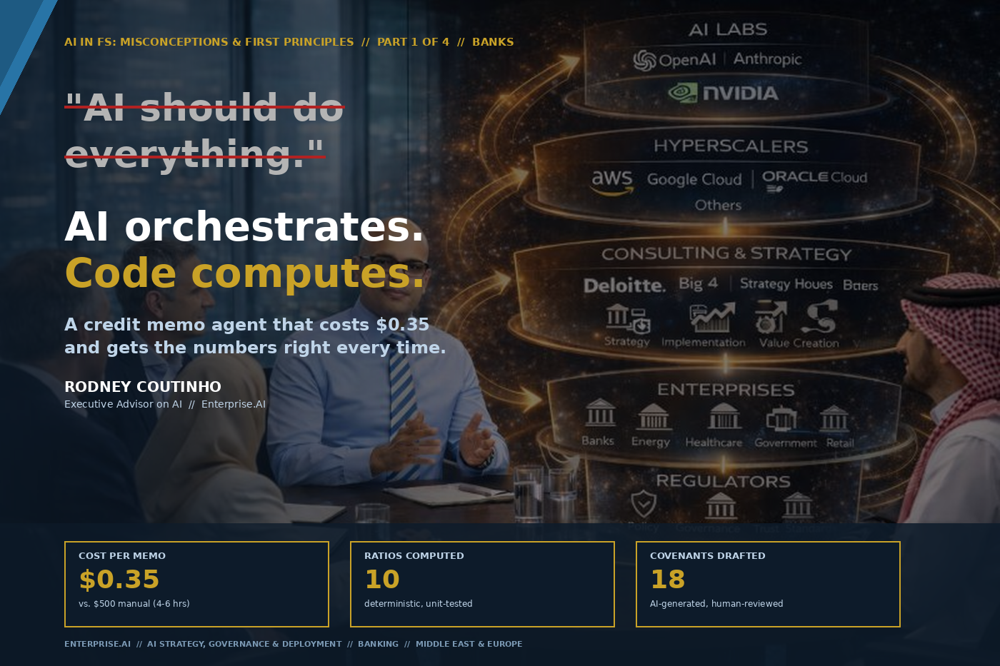 AI IN FS: MISCONCEPTIONS & FIRST PRINCIPLES // PART 1 OF 4 // BANKS
"AI should do
everything."
AI orchestrates.
Code computes.
A credit memo agent that costs $0.35
and gets the numbers right every time.
RODNEY COUTINHO
Executive Advisor on AI // Enterprise.AI
AI LABS
OpenAI | Anthropic
NVIDIA
HYPERSCALERS
aws Google Cloud | ORACLE Cloud
Others
CONSULTING & STRATEGY
Deloitte. Big 4 | Strategy Houes Bտers
Strategy Implementation Value Creation
ENTERPRISES
Banks Energy Healthcare Government Retail
REGULATORS
Policy Governance Trust
COST PER MEMO
$0.35
vs. $500 manual (4-6 hrs)
RATIOS COMPUTED
10
deterministic, unit-tested
COVENANTS DRAFTED
18
AI-generated, human-reviewed
ENTERPRISE.AI // AI STRATEGY, GOVERNANCE & DEPLOYMENT // BANKING // MIDDLE EAST & EUROPE